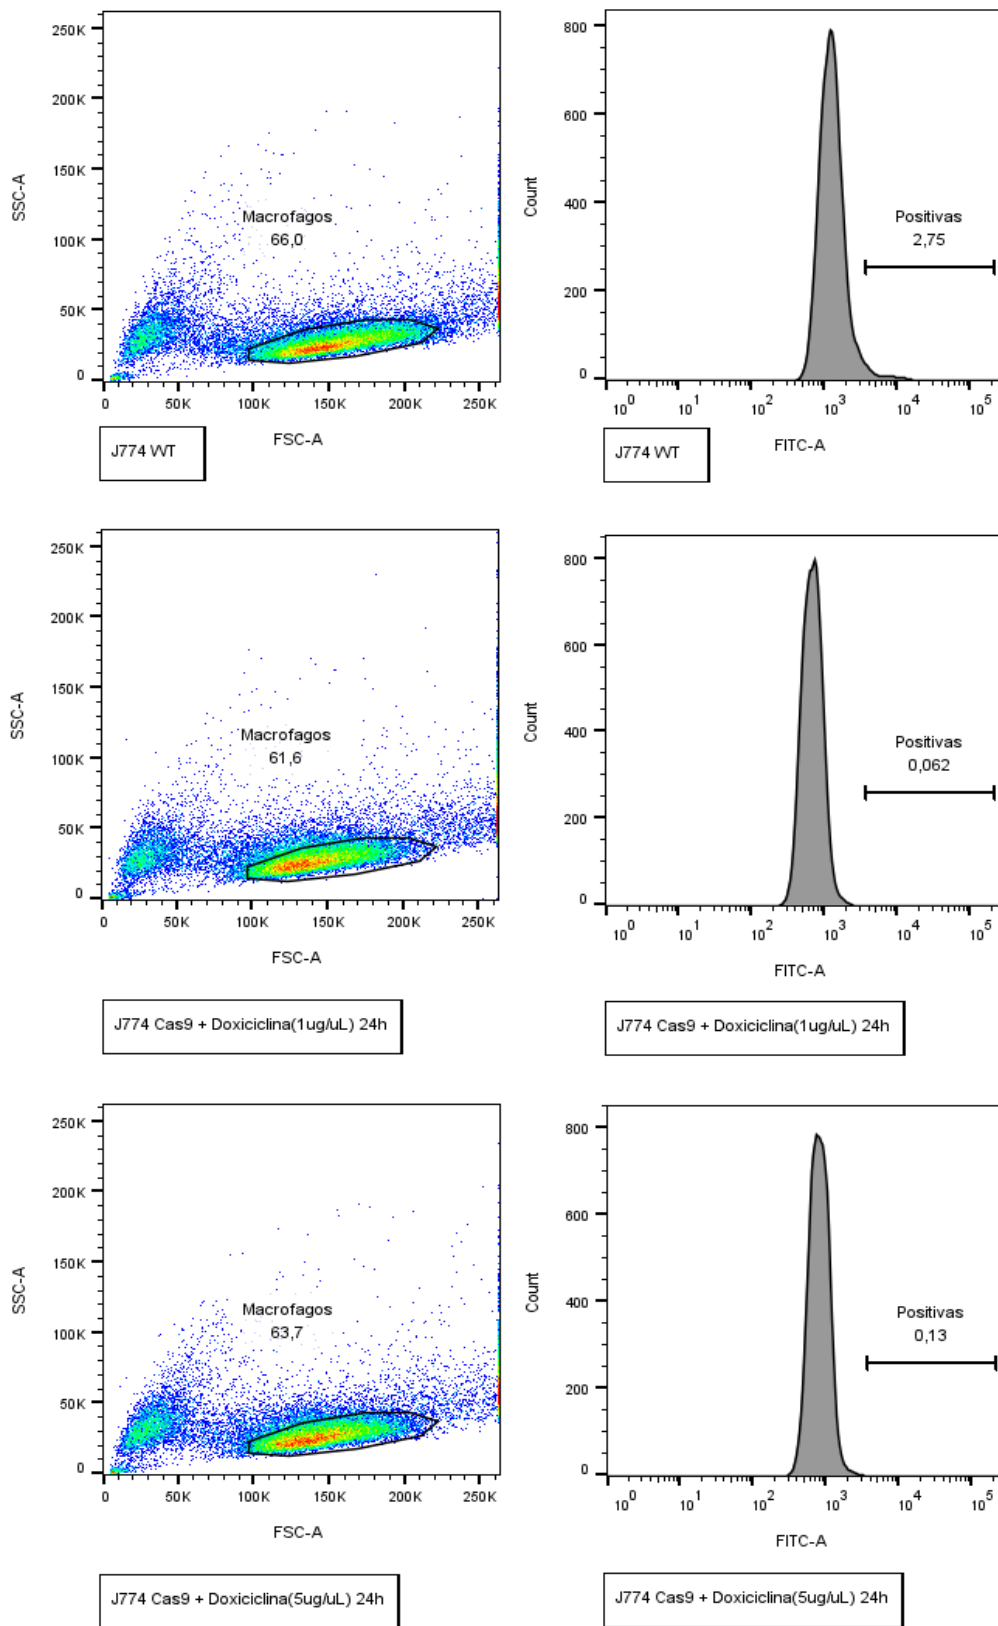 250K
200K
150K
100K
50K
0
SSC-A
Macrofagos
66,0
0 50K 100K 150K 200K 250K
FSC-A
J774 WT
800
600
400
200
0
Count
Positivas
2,75
10^0 10^1 10^2 10^3 10^4 10^5
FITC-A
J774 WT
250K
200K
150K
100K
50K
0
SSC-A
Macrofagos
61,6
0 50K 100K 150K 200K 250K
FSC-A
J774 Cas9 + Doxiciclina(1ug/uL) 24h
800
600
400
200
0
Count
Positivas
0,062
10^0 10^1 10^2 10^3 10^4 10^5
FITC-A
J774 Cas9 + Doxiciclina(1ug/uL) 24h
250K
200K
150K
100K
50K
0
SSC-A
Macrofagos
63,7
0 50K 100K 150K 200K 250K
FSC-A
J774 Cas9 + Doxiciclina(5ug/uL) 24h
800
600
400
200
0
Count
Positivas
0,13
10^0 10^1 10^2 10^3 10^4 10^5
FITC-A
J774 Cas9 + Doxiciclina(5ug/uL) 24h